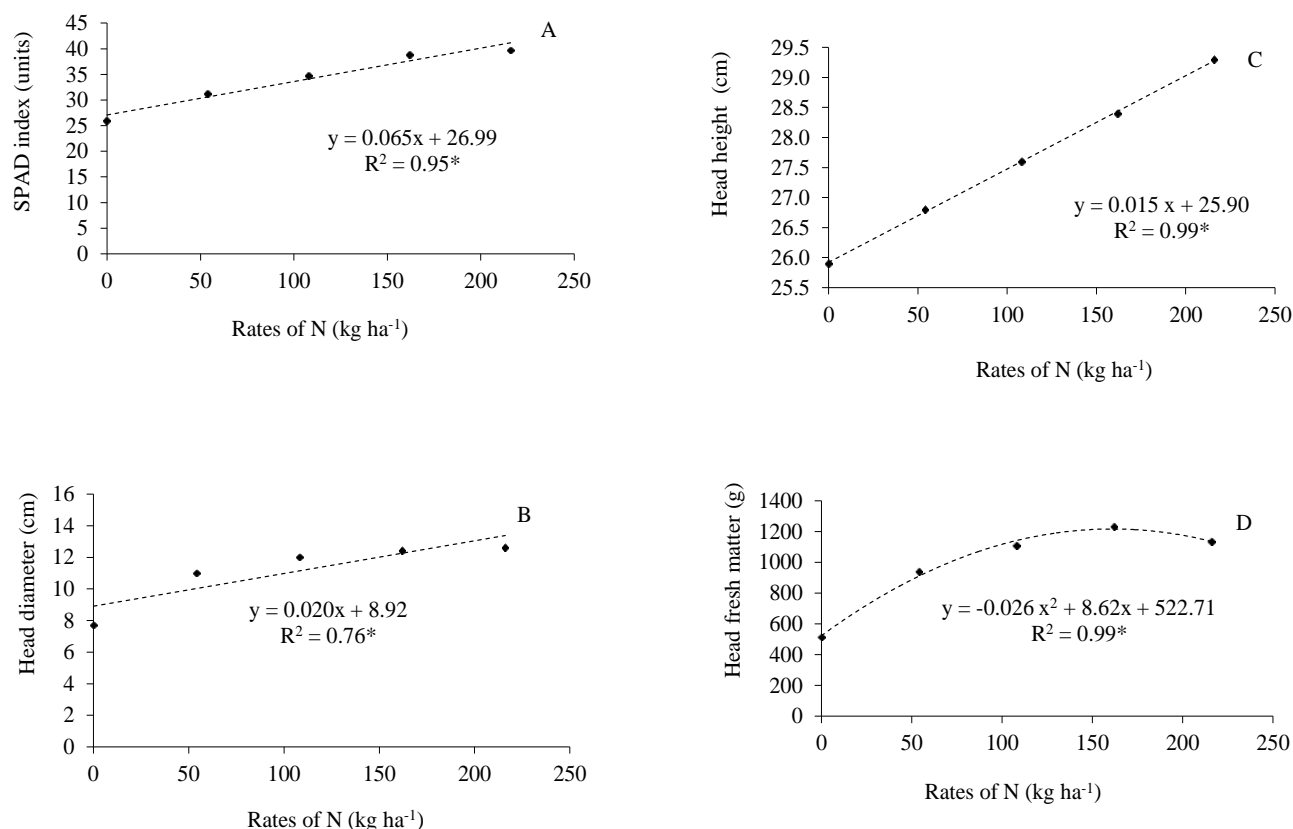 A
SPAD index (units)
45
40
35
30
25
20
15
10
5
0
y = 0.065x + 26.99
R² = 0.95*
0 50 100 150 200 250
Rates of N (kg ha⁻¹)
C
Head height (cm)
29.5
29.0
28.5
28.0
27.5
27.0
26.5
26.0
25.5
y = 0.015 x + 25.90
R² = 0.99*
0 50 100 150 200 250
Rates of N (kg ha⁻¹)
B
Head diameter (cm)
16
14
12
10
8
6
4
2
0
y = 0.020x + 8.92
R² = 0.76*
0 50 100 150 200 250
Rates of N (kg ha⁻¹)
D
Head fresh matter (g)
1400
1200
1000
800
600
400
200
0
y = -0.026 x² + 8.62x + 522.71
R² = 0.99*
0 50 100 150 200 250
Rates of N (kg ha⁻¹)